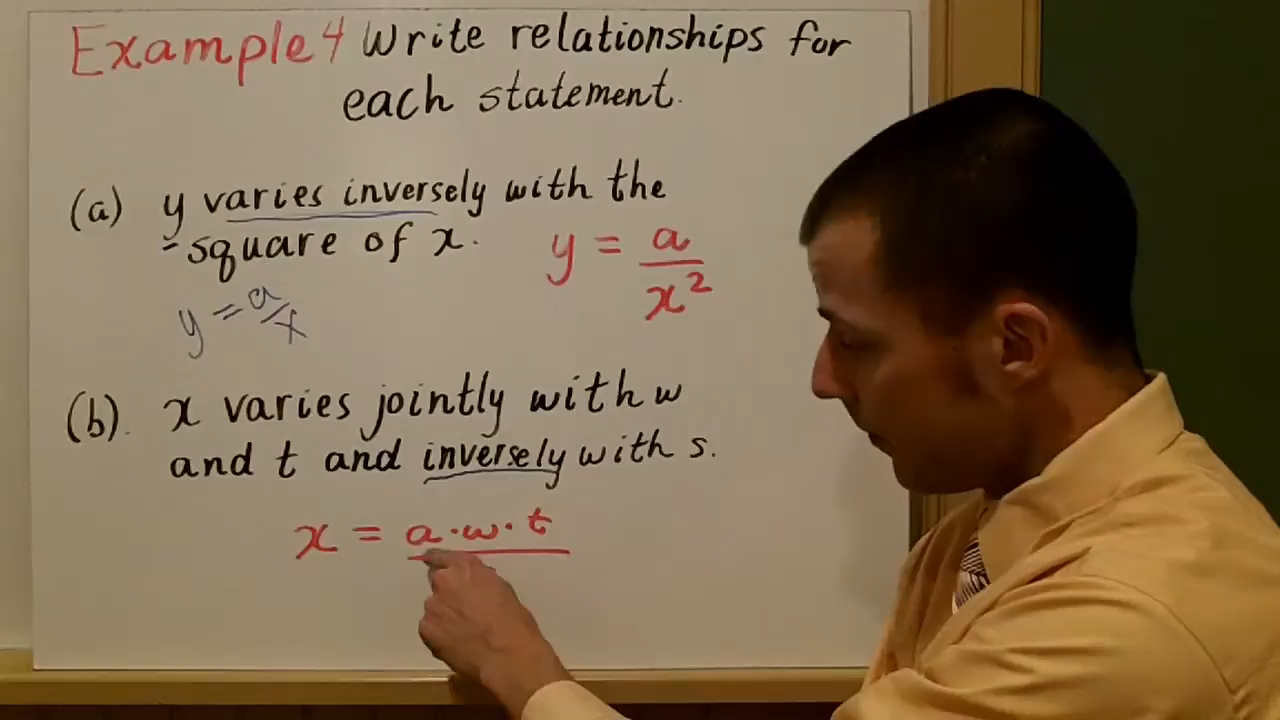 Example 4 Write relationships for
each statement.
(a) y varies inversely with the
square of x.
y = a/x²
y = a/x
(b). x varies jointly with w
and t and inversely with s.
x = a·w·t